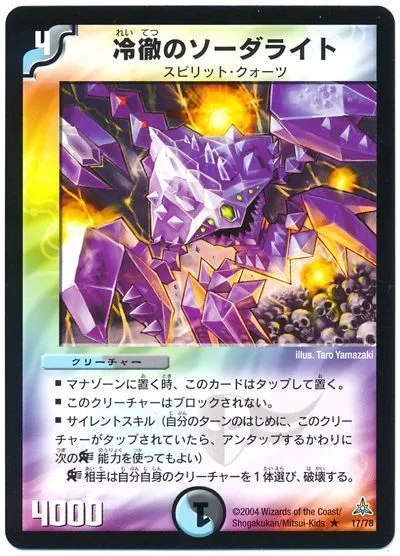 4
れい てつ
冷徹のソーダライト
スピリット・クォーツ
illus. Taro Yamazaki
クリーチャー
■ マナゾーンに置く時、このカードはタップして置く。
■ このクリーチャーはブロックされない。
■ サイレントスキル (自分のターンのはじめに、このクリー
チャーがタップされていたら、アンタップするかわりに
次の 能力を使ってもよい)
相手は自分自身のクリーチャーを1体選び、破壊する。
4000
1
©2004 Wizards of the Coast/
Shogakukan/Mitsui-Kids ★ 17/78